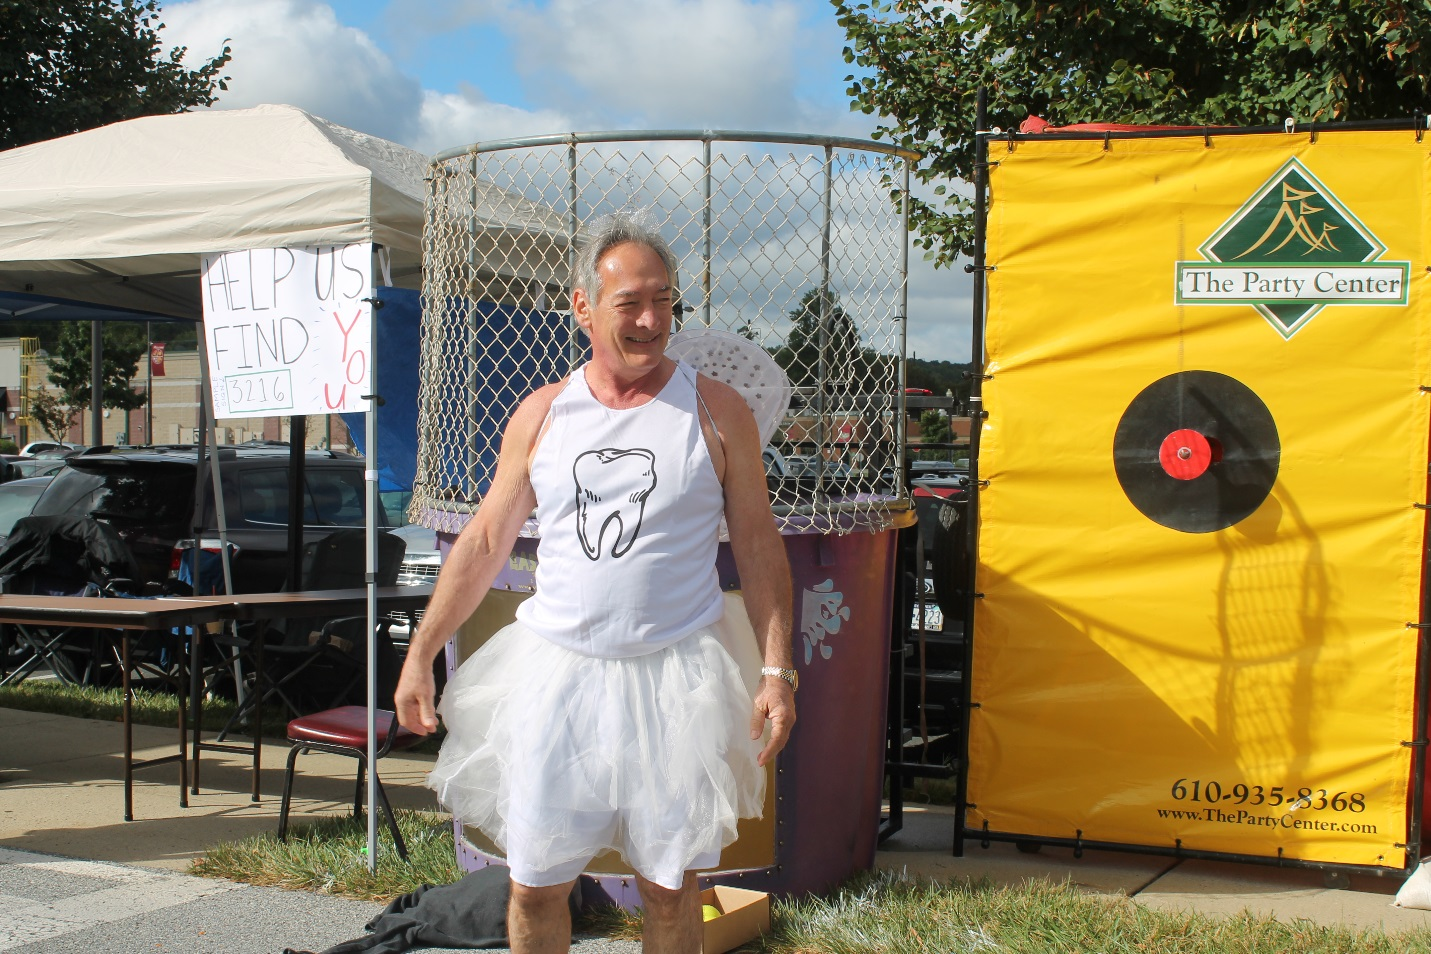 HELP US
FIND YOU
3216
The Party Center
610-935-8368
www.ThePartyCenter.com